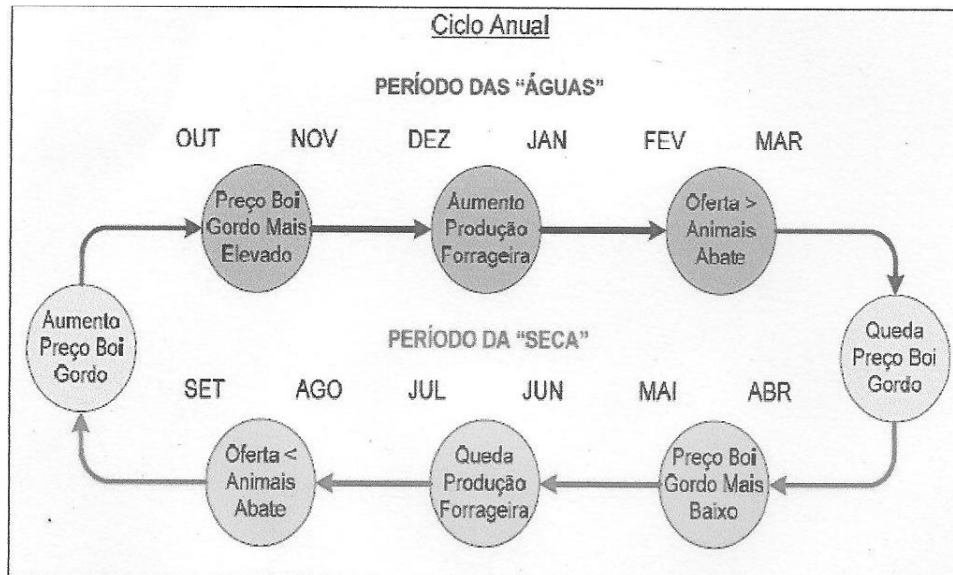 Ciclo Anual
PERÍODO DAS “ÁGUAS”
OUT NOV DEZ JAN FEV MAR
Preço Boi
Gordo Mais
Elevado
Aumento
Produção
Forrageira
Oferta >
Animais
Abate
Aumento
Preço Boi
Gordo
Queda
Preço Boi
Gordo
PERÍODO DA “SECA”
SET AGO JUL JUN MAI ABR
Oferta <
Animais
Abate
Queda
Produção
Forrageira
Preço Boi
Gordo Mais
Baixo